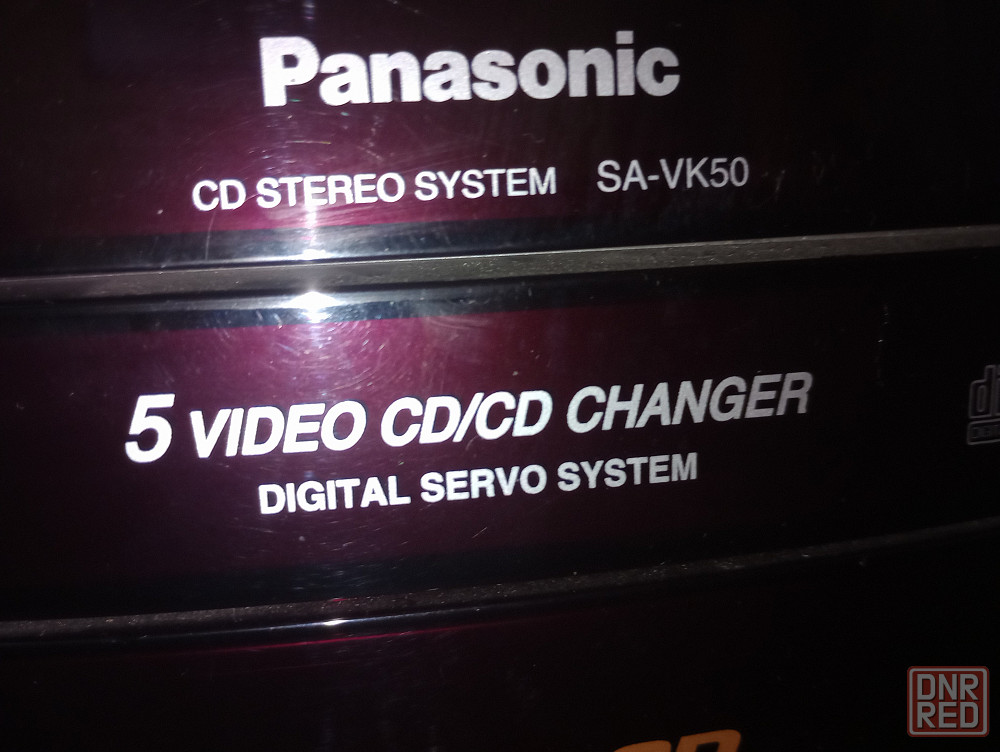 Panasonic
CD STEREO SYSTEM SA-VK50
5 VIDEO CD/CD CHANGER
DIGITAL SERVO SYSTEM
DNR
RED